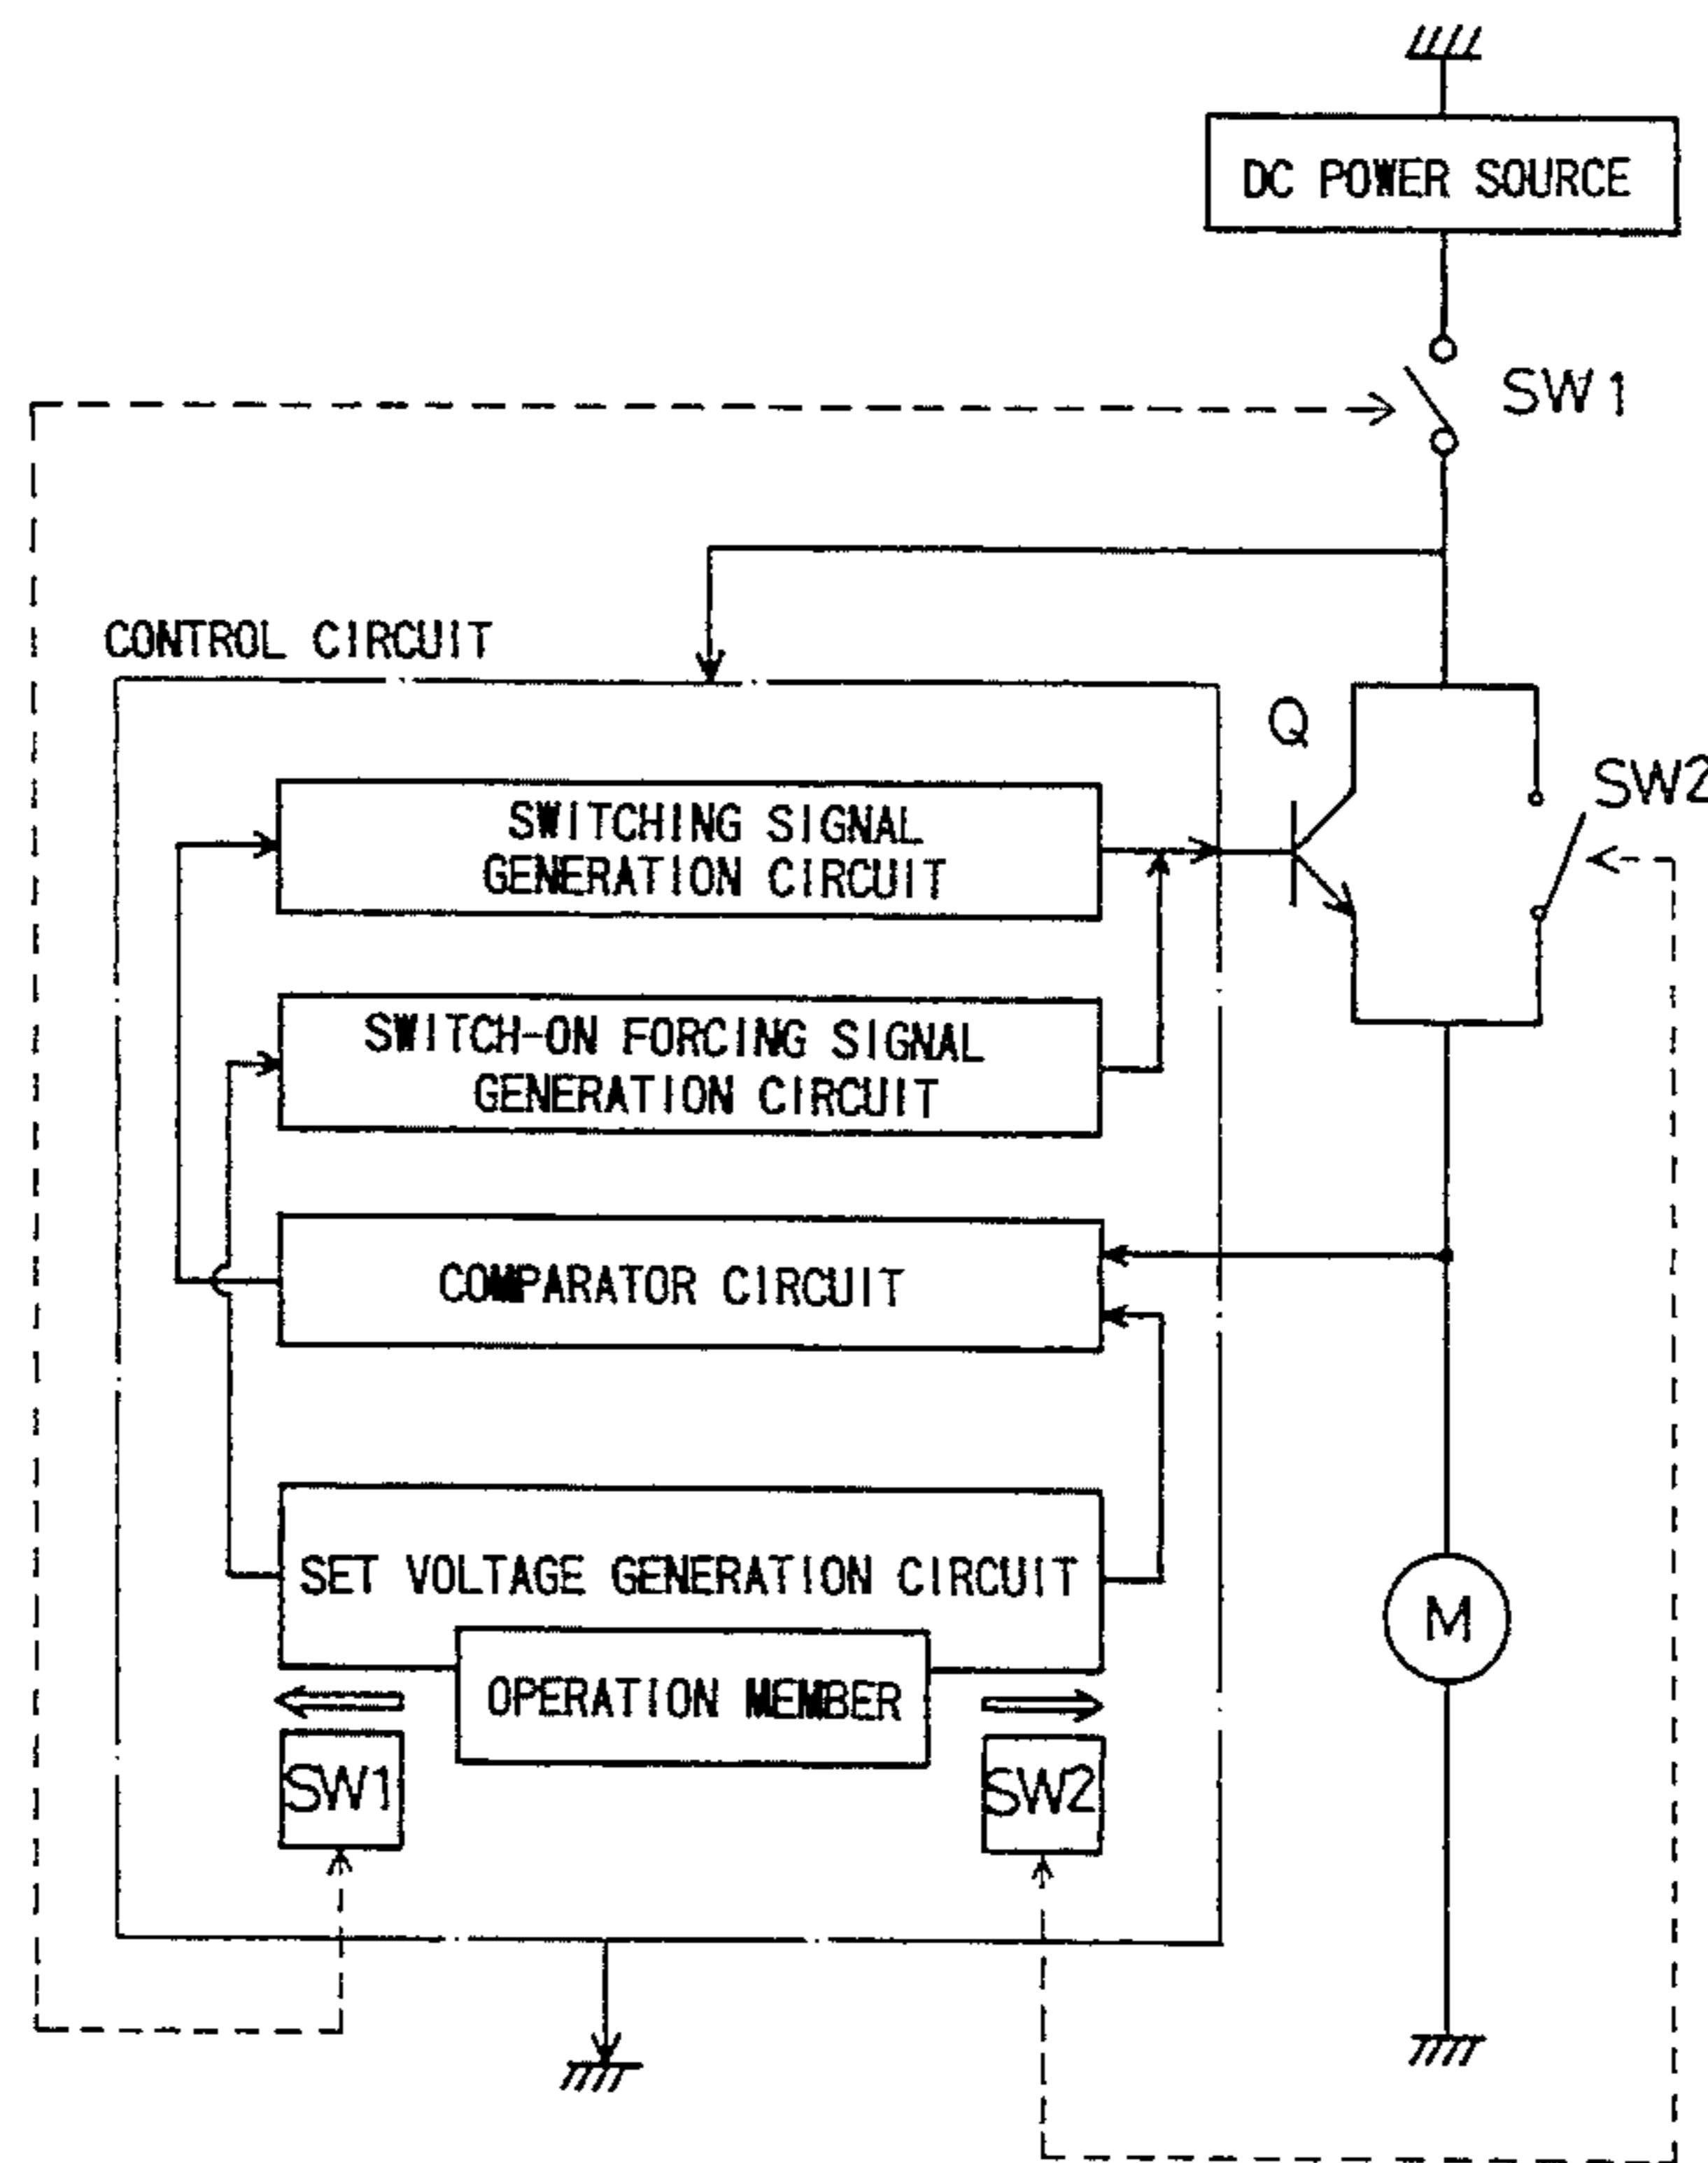 DC POWER SOURCE
SW1
CONTROL CIRCUIT
Q
SW2
SWITCHING SIGNAL
GENERATION CIRCUIT
SWITCH-ON FORCING SIGNAL
GENERATION CIRCUIT
COMPARATOR CIRCUIT
SET VOLTAGE GENERATION CIRCUIT
M
OPERATION MEMBER
SW1
SW2